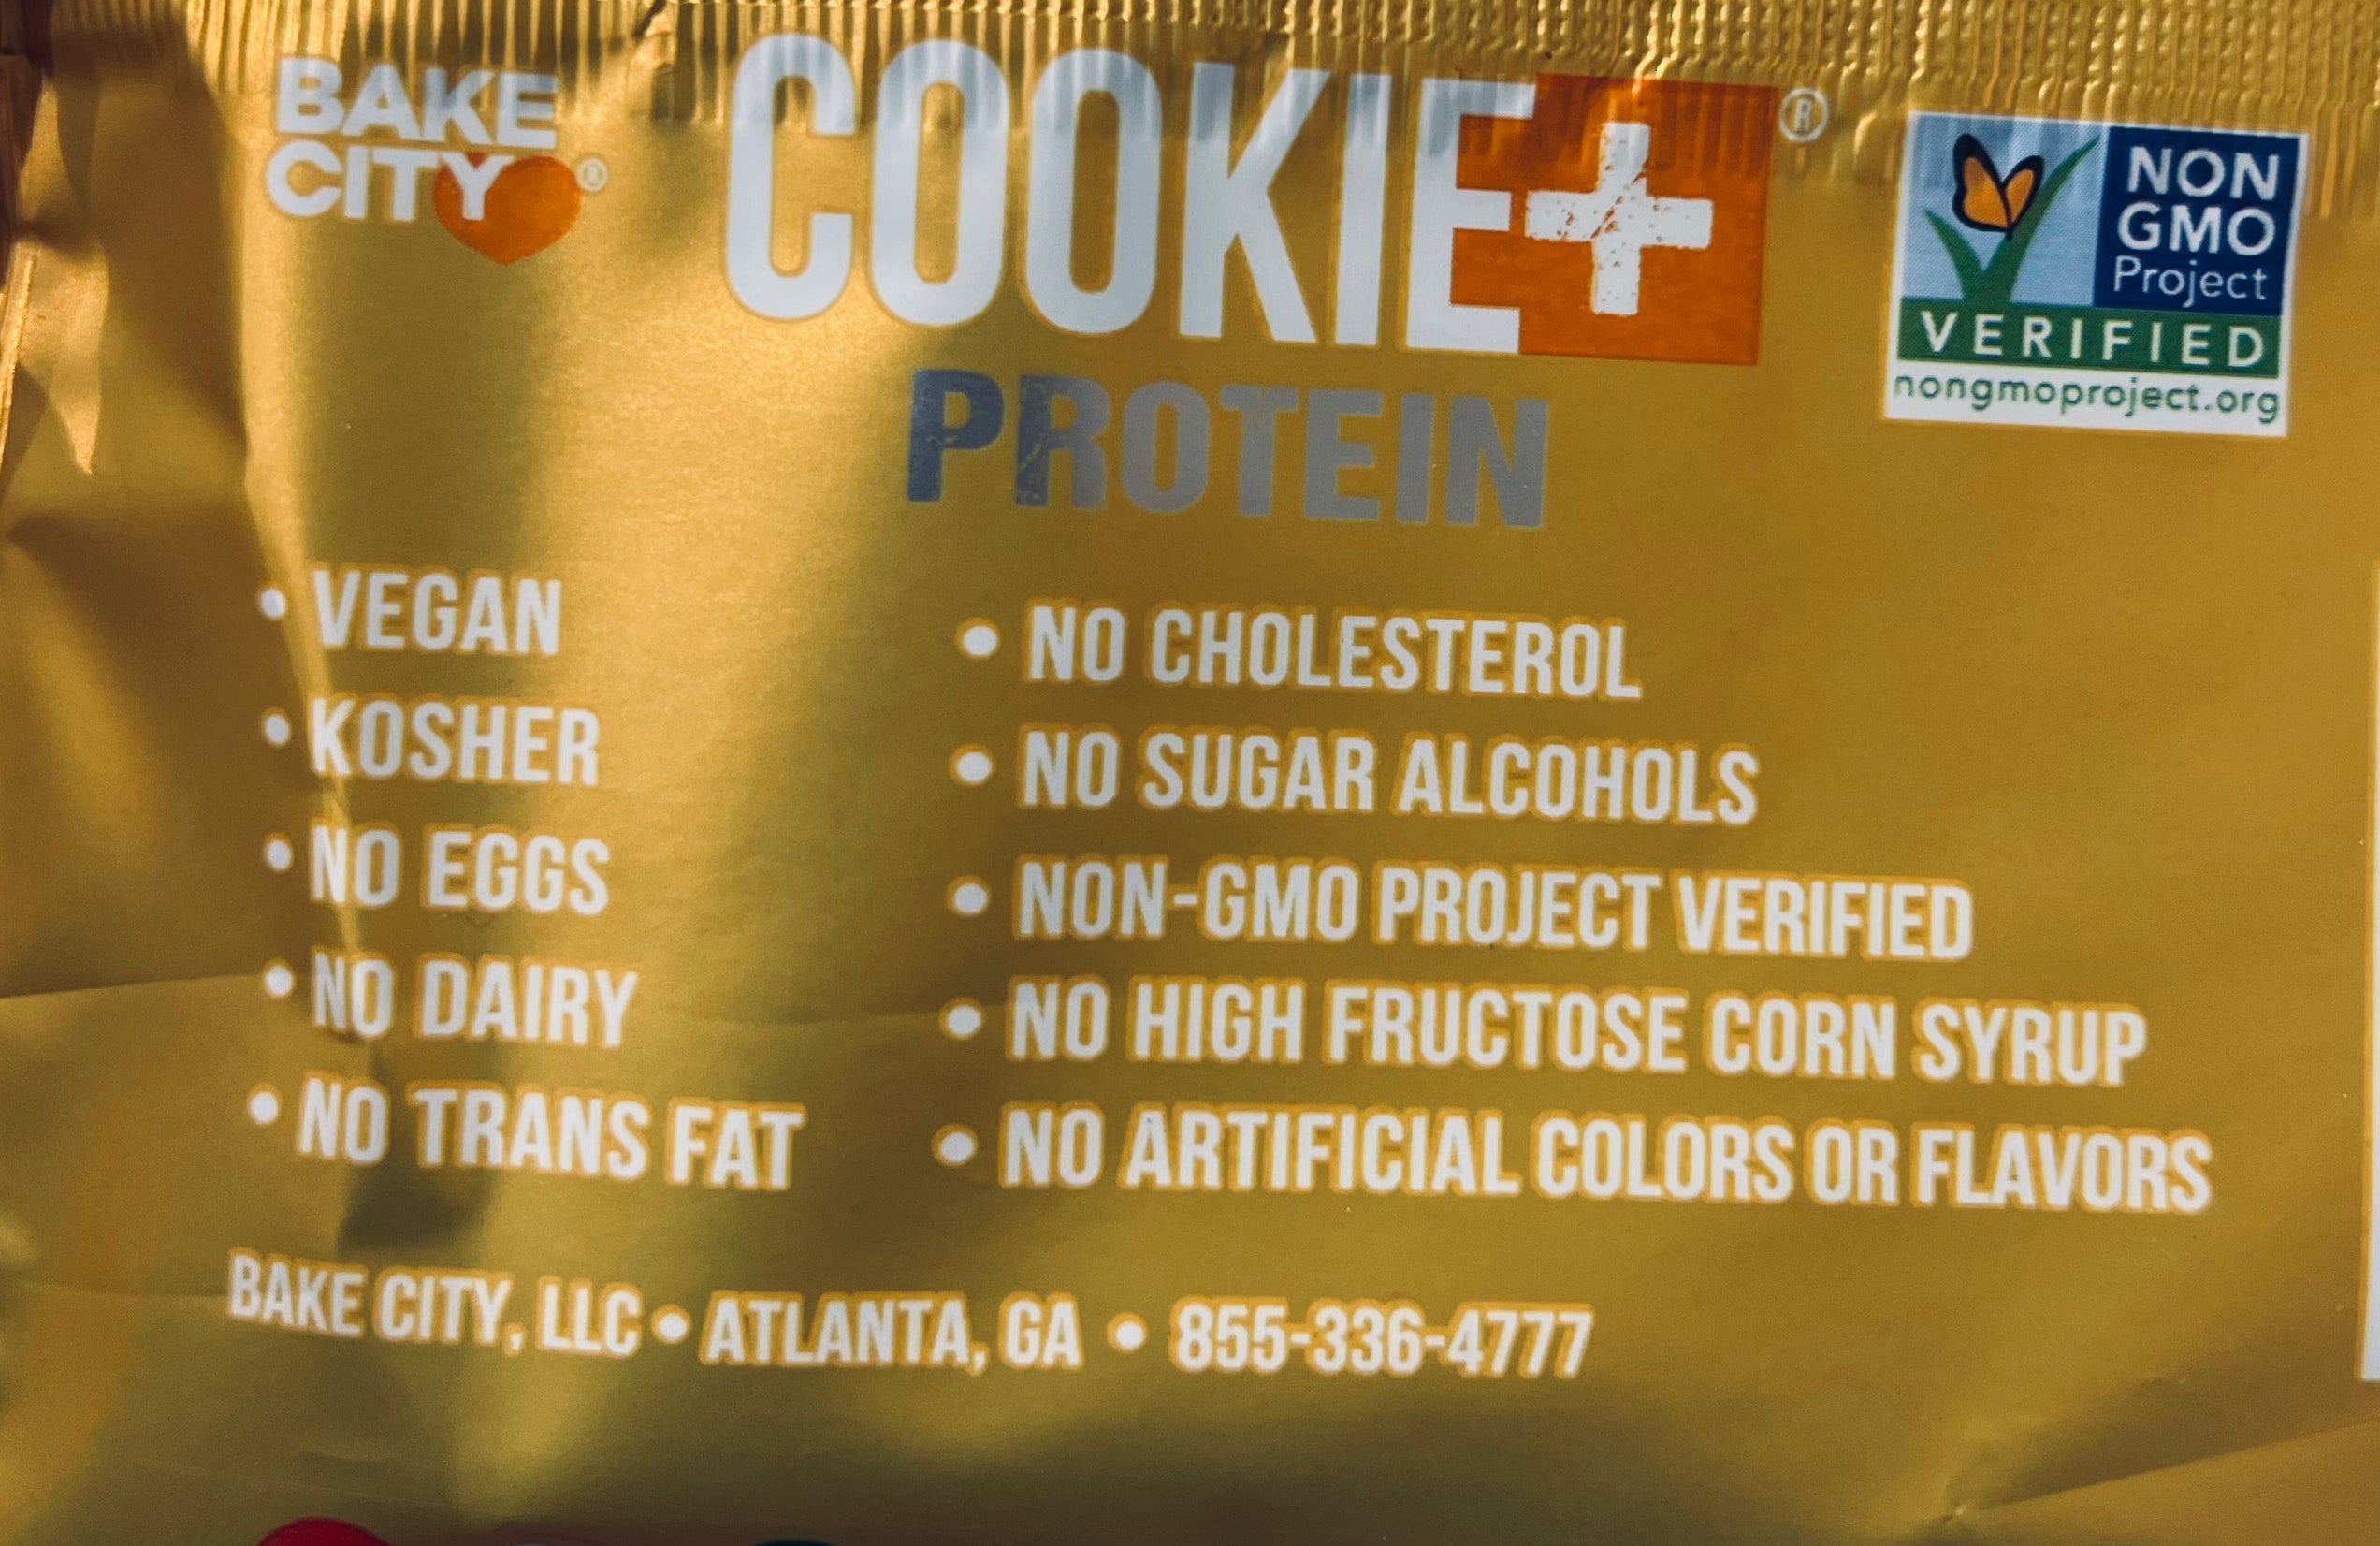 BAKE
CITY®
COOKIE+®
PROTEIN
NON
GMO
Project
VERIFIED
nongmoproject.org
• VEGAN
• KOSHER
• NO EGGS
• NO DAIRY
• NO TRANS FAT
• NO CHOLESTEROL
• NO SUGAR ALCOHOLS
• NON-GMO PROJECT VERIFIED
• NO HIGH FRUCTOSE CORN SYRUP
• NO ARTIFICIAL COLORS OR FLAVORS
BAKE CITY, LLC • ATLANTA, GA • 855-336-4777